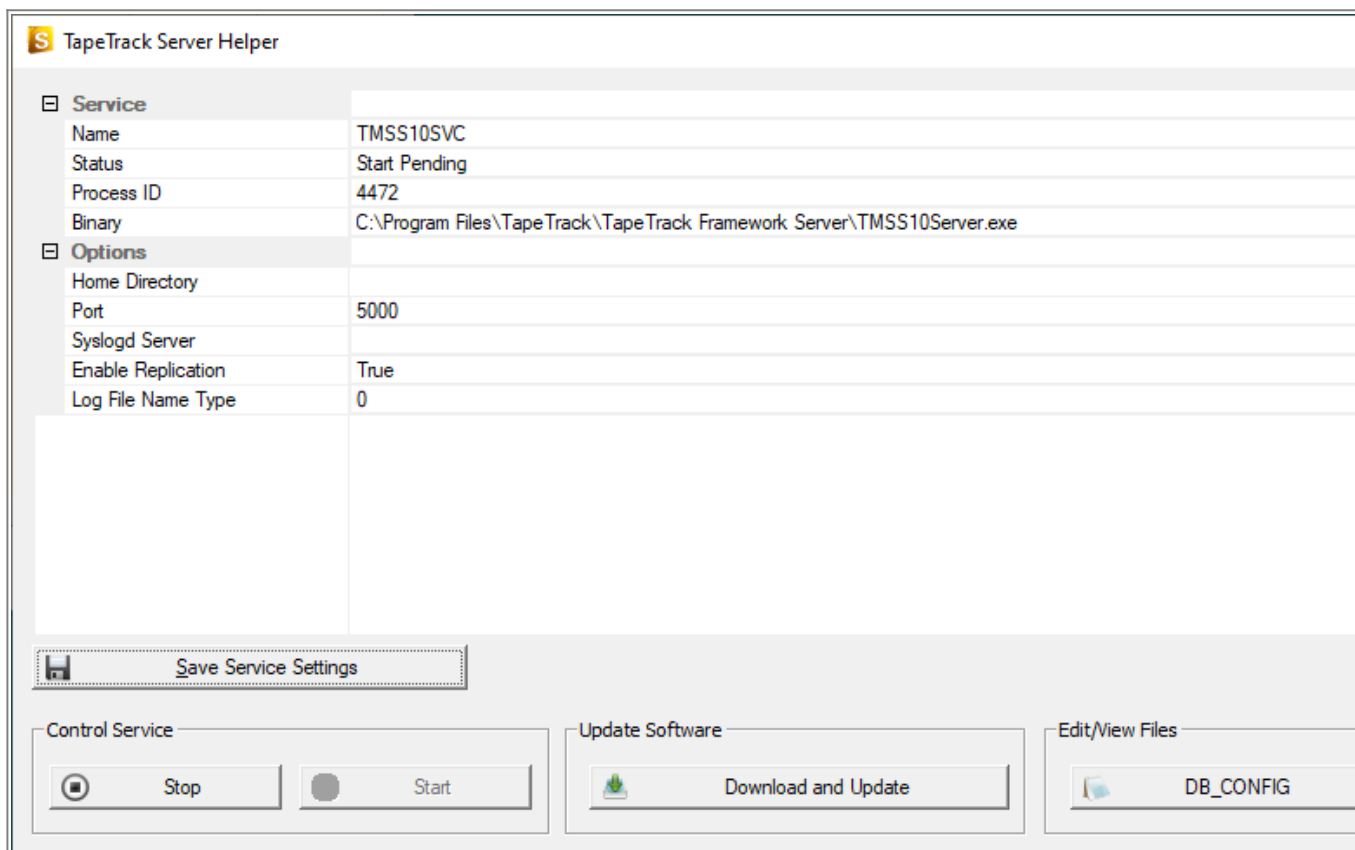 S TapeTrack Server Helper
Service
Name TMSS10SVC
Status Start Pending
Process ID 4472
Binary C:\Program Files\TapeTrack\TapeTrack Framework Server\TMSS10Server.exe
Options
Home Directory
Port 5000
Syslogd Server
Enable Replication True
Log File Name Type 0
Save Service Settings
Control Service Update Software Edit/View Files
Stop Start Download and Update DB_CONFIG